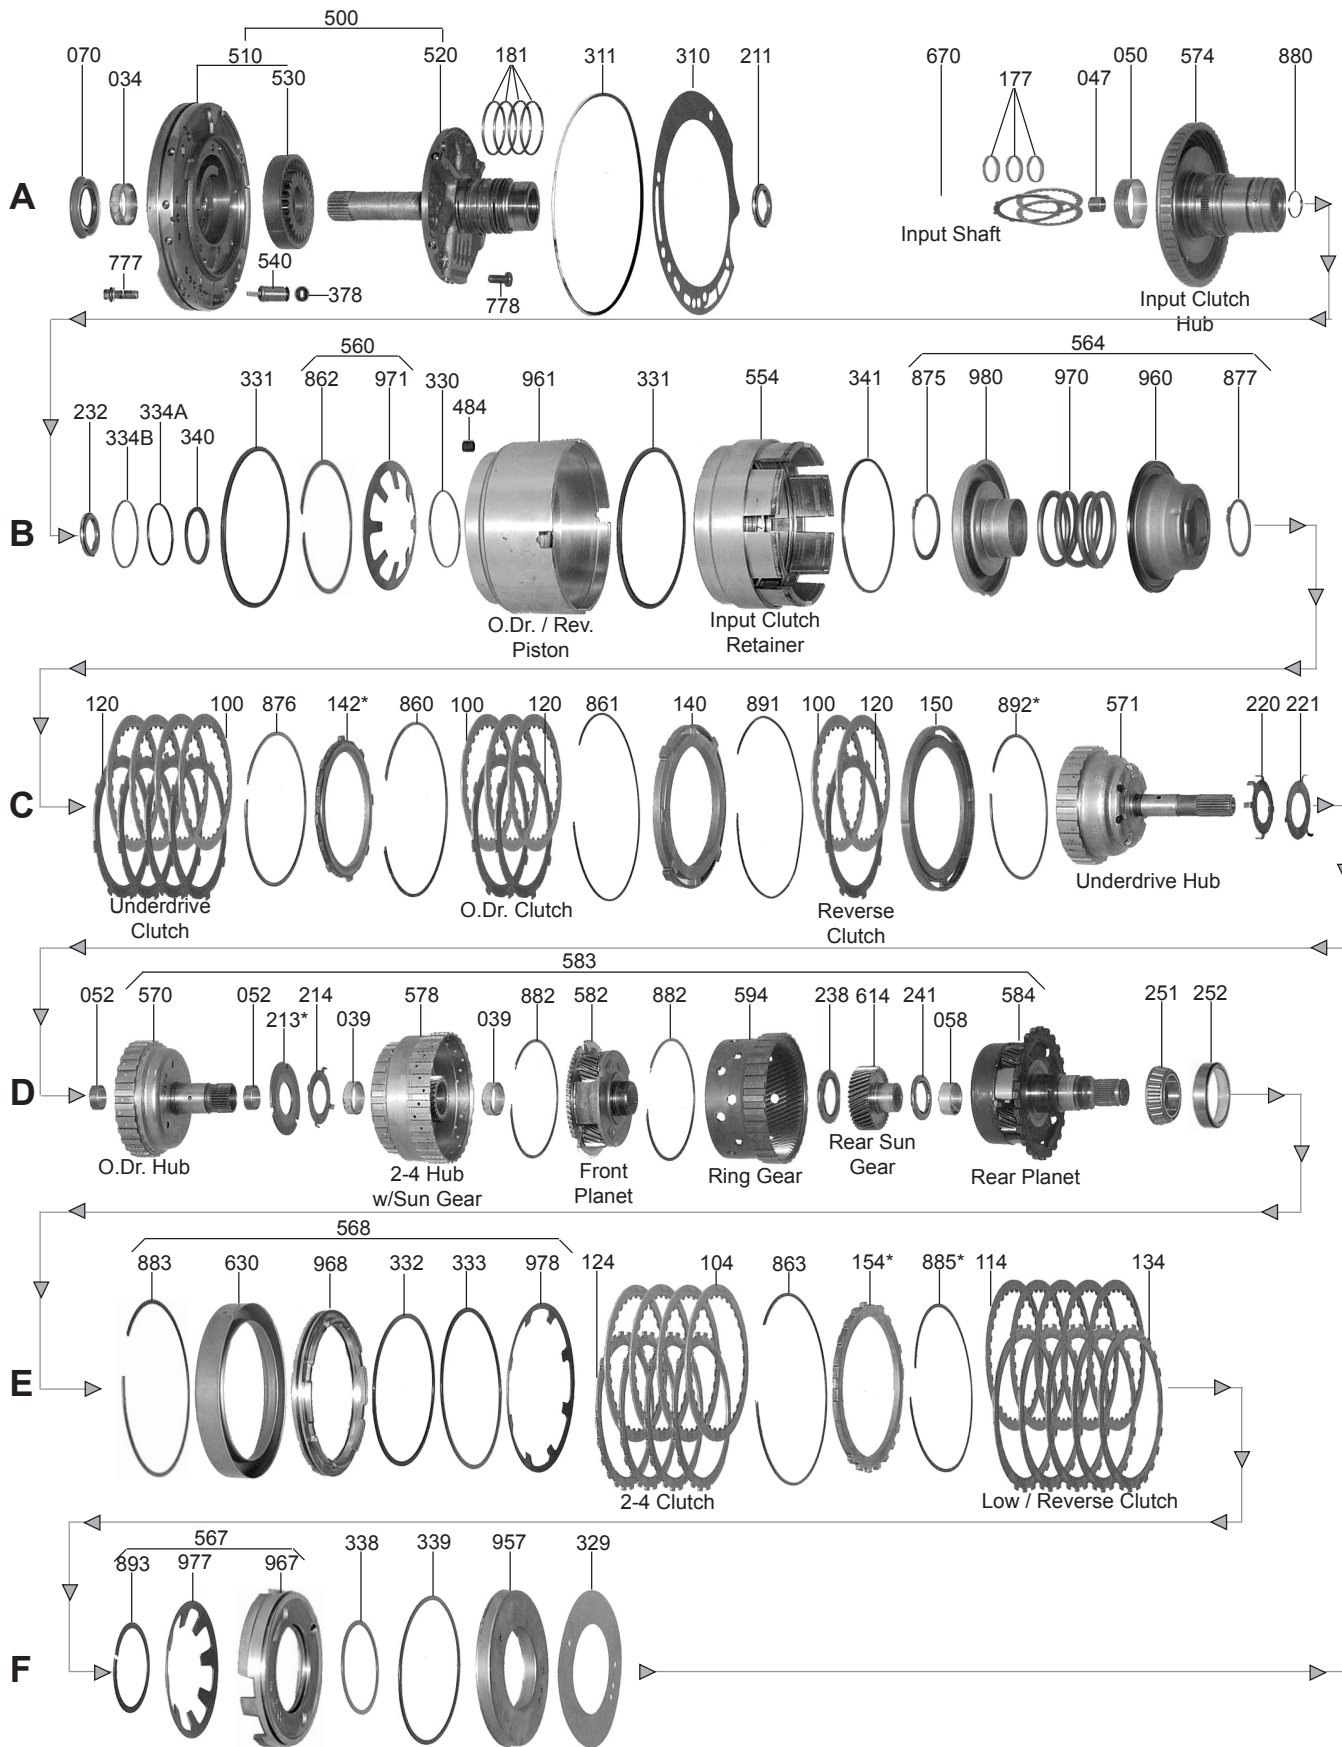 500
070 510 520 181 311 310 211 670 050 574 880
034 530 177 047
A
Input Shaft
777 540 378 778
Input Clutch
Hub
560 564
331 862 971 330 961 331 554 341 875 980 970 960 877
232 334A 484
334B 340
B
O.Dr. / Rev.
Piston
Input Clutch
Retainer
120 100 876 142* 860 100 120 861 140 891 100 120 150 892* 571 220 221
C
Underdrive
Clutch
O.Dr. Clutch
Reverse
Clutch
Underdrive Hub
583
052 570 052 214 039 578 039 882 582 882 594 238 614 241 584 251 252
213* 058
D
O.Dr. Hub
2-4 Hub
w/Sun Gear
Front
Planet
Ring Gear
Rear Sun
Gear
Rear Planet
568
883 630 968 332 333 978 124 104 863 154* 885* 114 134
E
2-4 Clutch
Low / Reverse Clutch
567
893 977 967 338 339 957 329
F